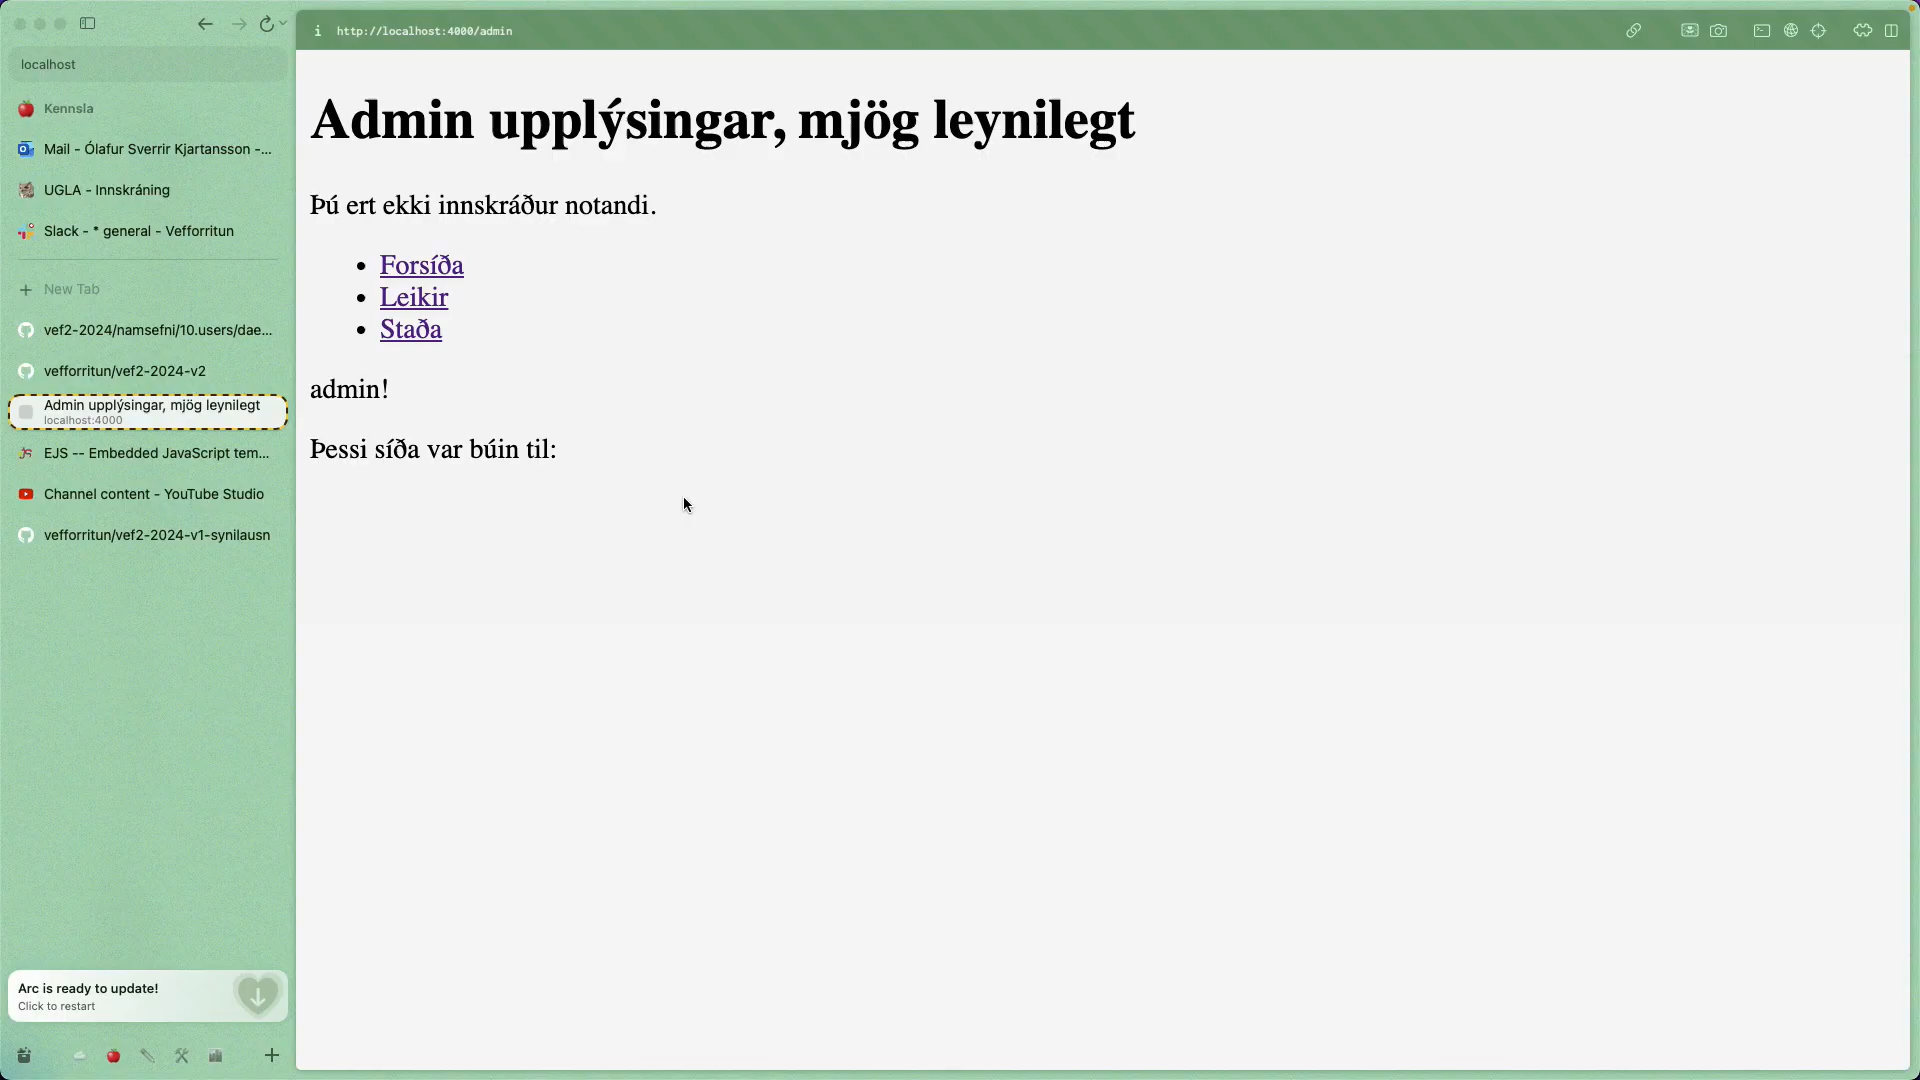 http://localhost:4000/admin
localhost
Kennsla
Mail - Ólafur Sverrir Kjartansson -...
UGLA - Innskráning
Slack - * general - Vefforritun
New Tab
vef2-2024/namsefni/10.users/dae...
vefforritun/vef2-2024-v2
Admin upplýsingar, mjög leynilegt
localhost:4000
EJS -- Embedded JavaScript tem...
Channel content - YouTube Studio
vefforritun/vef2-2024-v1-synilausn
Arc is ready to update!
Click to restart
Admin upplýsingar, mjög leynilegt
Þú ert ekki innskráður notandi.
Forsíða
Leikir
Staða
admin!
Þessi síða var búin til: